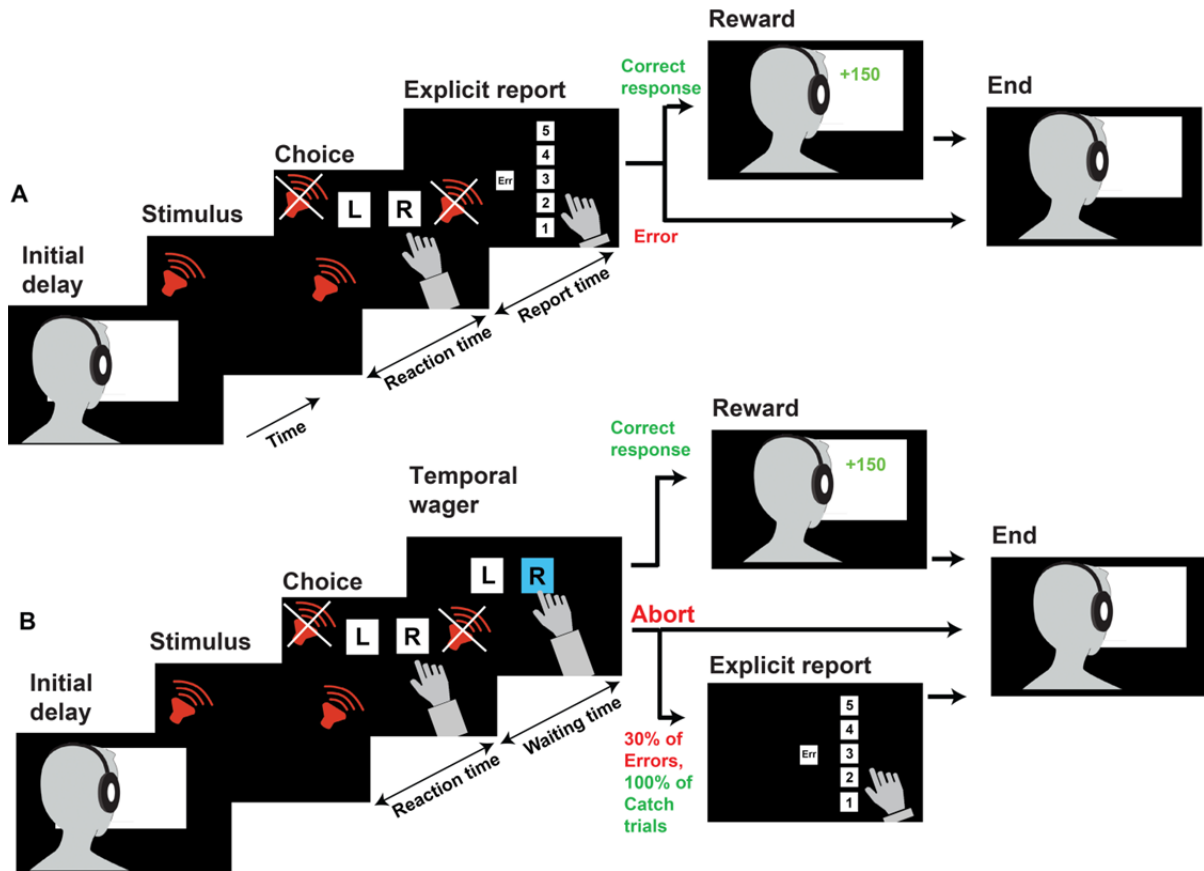 A
Initial
delay
Stimulus
Choice
L
R
Explicit report
5
4
3
2
1
Err
Time
Reaction time
Report time
Correct
response
Error
Reward
+150
End
B
Initial
delay
Stimulus
Choice
L
R
Temporal
wager
L
R
Reaction time
Waiting time
Correct
response
Reward
+150
Abort
30% of
Errors,
100% of
Catch
trials
Explicit report
5
4
3
2
1
Err
End